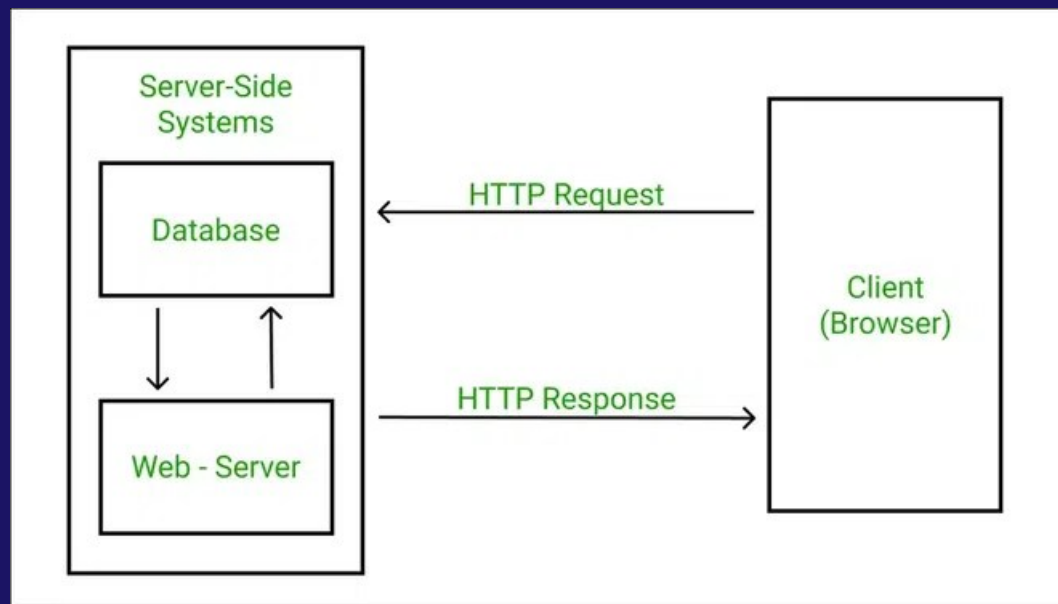 Server-Side
Systems
Database
Web - Server
HTTP Request
HTTP Response
Client
(Browser)